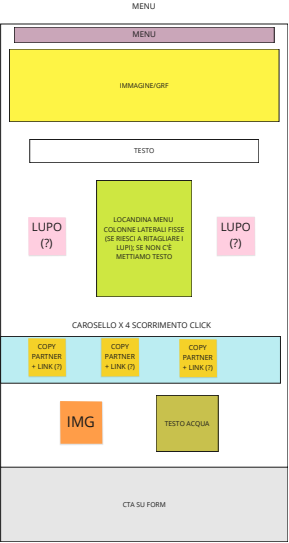 MENU
MENU
IMMAGINE/GRF
TESTO
LUPO
(?)
LOCANDINA MENU
COLONNE LATERALI FISSE
(SE RIESCI A RITAGLIARE I
LUPI); SE NON C'È
METTIAMO TESTO
LUPO
(?)
CAROSELLO X 4 SCORRIMENTO CLICK
COPY
PARTNER
+ LINK (?)
COPY
PARTNER
+ LINK (?)
COPY
PARTNER
+ LINK (?)
IMG
TESTO ACQUA
CTA SU FORM